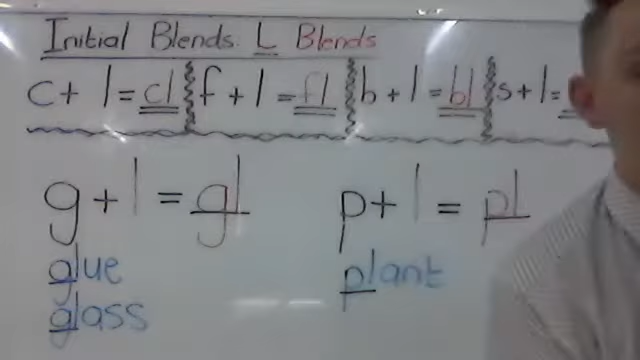 Initial Blends. L Blends
c + l = cl f + l = fl b + l = bl s + l =
g + l = gl p + l = pl
glue plant
glass